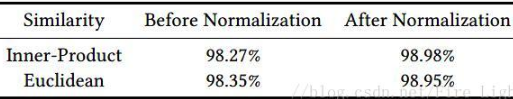 Similarity Before Normalization After Normalization
Inner-Product 98.27% 98.98%
Euclidean 98.35% 98.95%